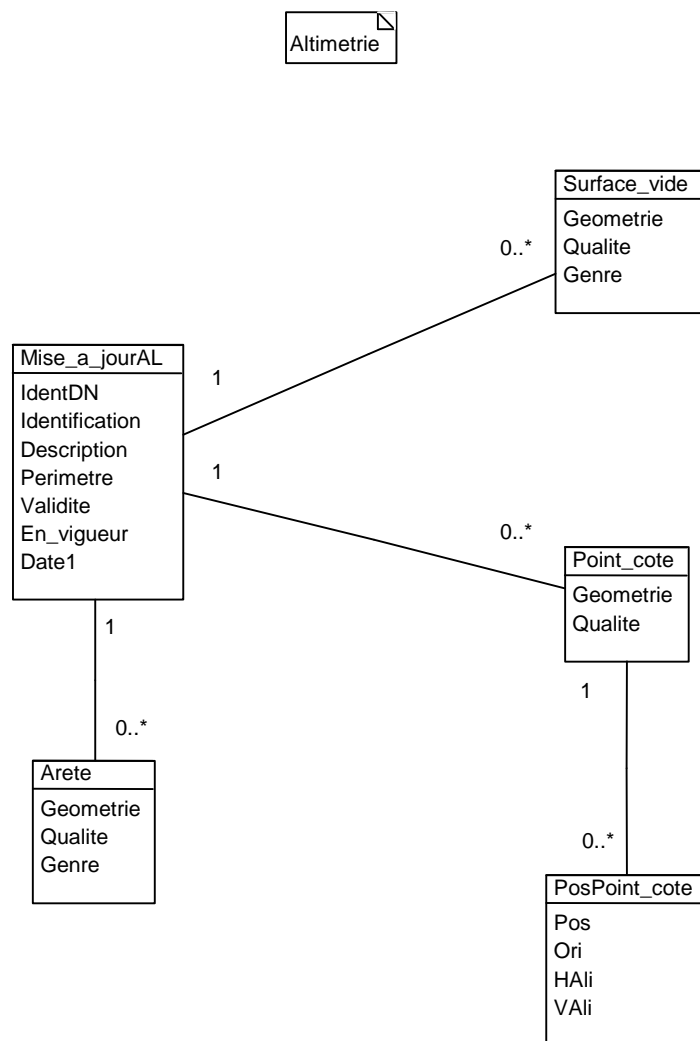 Altimetrie
Surface_vide
Geometrie
Qualite
Genre
0..*
1
Mise_a_jourAL
IdentDN
Identification
Description
Perimetre
Validite
En_vigueur
Date1
1
0..*
Point_cote
Geometrie
Qualite
1
0..*
Arete
Geometrie
Qualite
Genre
1
0..*
PosPoint_cote
Pos
Ori
HAli
VAli